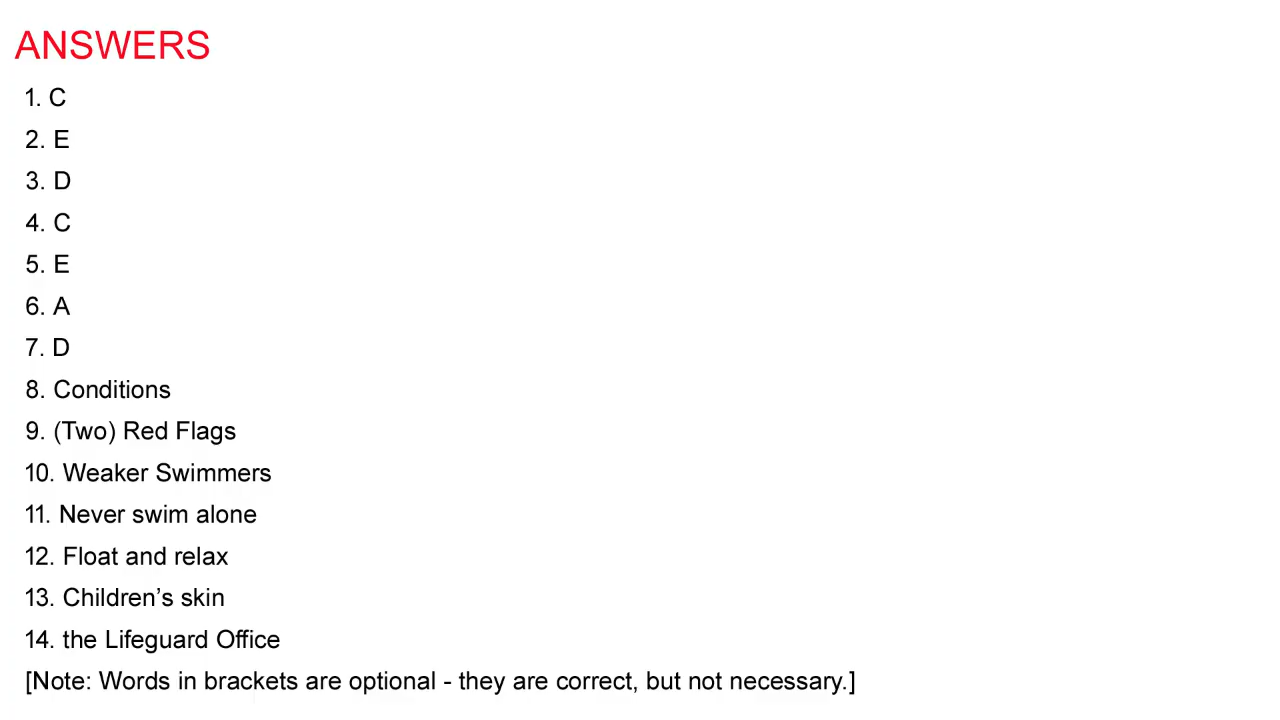 ANSWERS
1. C
2. E
3. D
4. C
5. E
6. A
7. D
8. Conditions
9. (Two) Red Flags
10. Weaker Swimmers
11. Never swim alone
12. Float and relax
13. Children’s skin
14. the Lifeguard Office
[Note: Words in brackets are optional - they are correct, but not necessary.]